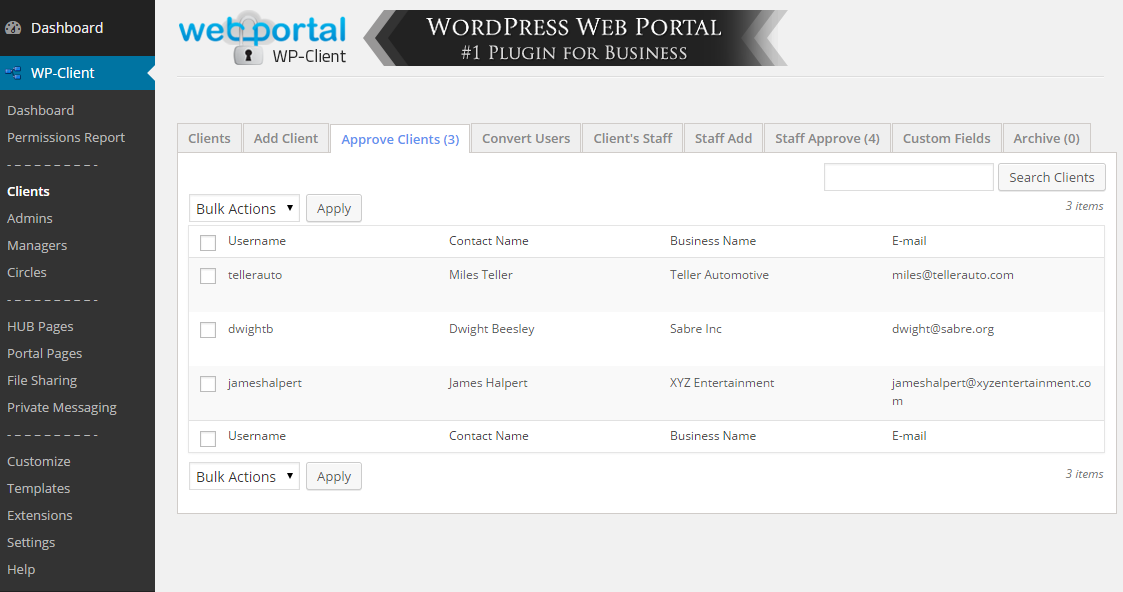 Dashboard
WP-Client
Dashboard
Permissions Report
- - - - - - - - - -
Clients
Admins
Managers
Circles
- - - - - - - - - -
HUB Pages
Portal Pages
File Sharing
Private Messaging
- - - - - - - - - -
Customize
Templates
Extensions
Settings
Help
web portal
WP-Client
WordPress Web Portal
#1 Plugin for Business
Clients Add Client Approve Clients (3) Convert Users Client's Staff Staff Add Staff Approve (4) Custom Fields Archive (0)
Search Clients
Bulk Actions Apply 3 items
Username Contact Name Business Name E-mail
tellerauto Miles Teller Teller Automotive miles@tellerauto.com
dwightb Dwight Beesley Sabre Inc dwight@sabre.org
jameshalpert James Halpert XYZ Entertainment jameshalpert@xyzentertainment.co
m
Username Contact Name Business Name E-mail
Bulk Actions Apply 3 items